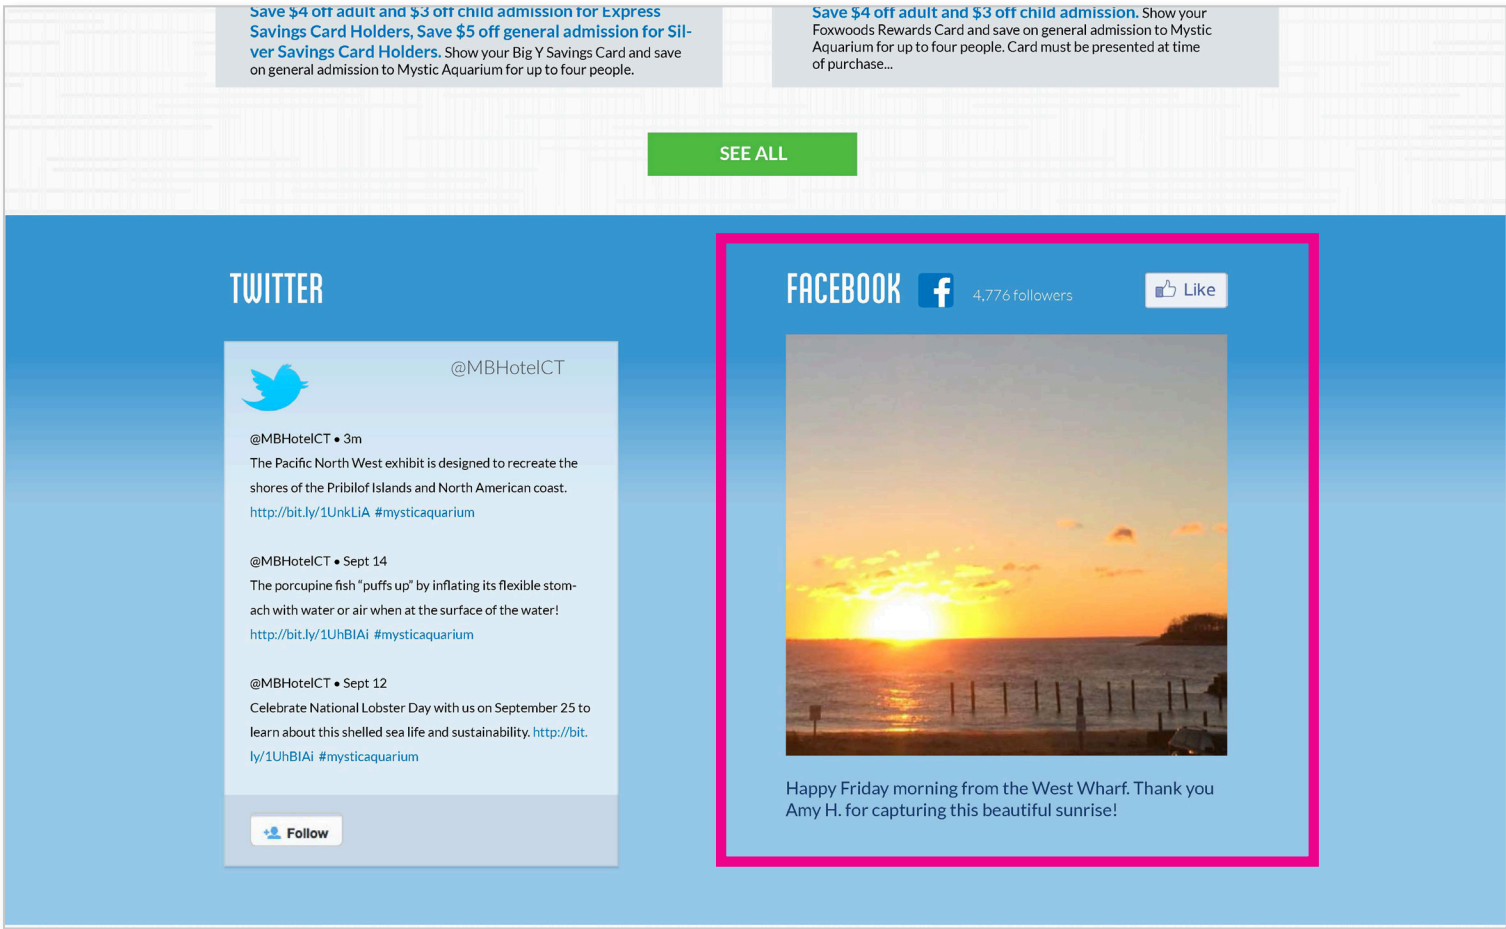 Save $4 off adult and $3 off child admission for Express
Savings Card Holders, Save $5 off general admission for Sil-
ver Savings Card Holders. Show your Big Y Savings Card and save
on general admission to Mystic Aquarium for up to four people.
Save $4 off adult and $3 off child admission. Show your
Foxwoods Rewards Card and save on general admission to Mystic
Aquarium for up to four people. Card must be presented at time
of purchase...
SEE ALL
TWITTER
@MBHotelCT
@MBHotelCT • 3m
The Pacific North West exhibit is designed to recreate the
shores of the Pribilof Islands and North American coast.
http://bit.ly/1UnkLiA #mysticaquarium
@MBHotelCT • Sept 14
The porcupine fish “puffs up” by inflating its flexible stom-
ach with water or air when at the surface of the water!
http://bit.ly/1UhBIAi #mysticaquarium
@MBHotelCT • Sept 12
Celebrate National Lobster Day with us on September 25 to
learn about this shelled sea life and sustainability. http://bit.
ly/1UhBIAi #mysticaquarium
Follow
FACEBOOK f 4,776 followers Like
Happy Friday morning from the West Wharf. Thank you
Amy H. for capturing this beautiful sunrise!